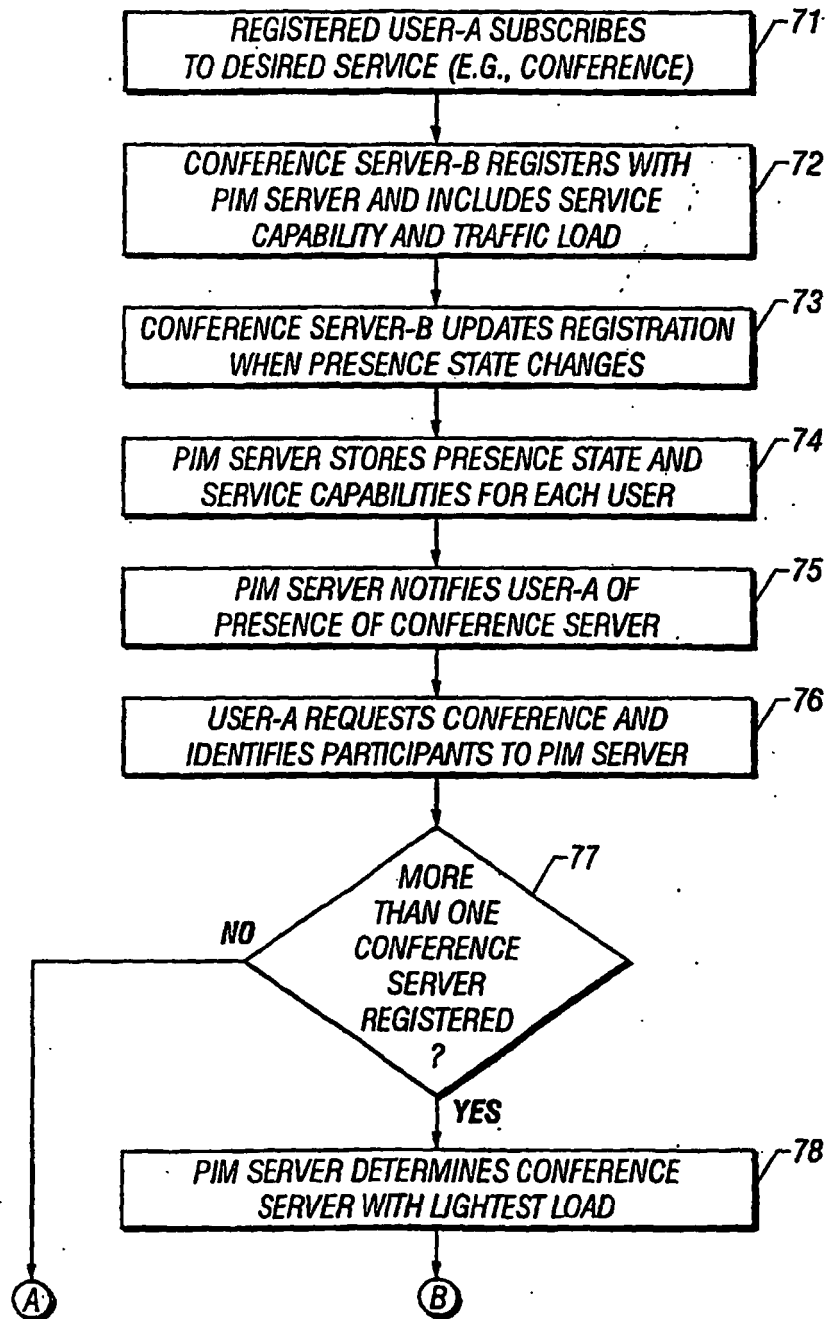 REGISTERED USER-A SUBSCRIBES
TO DESIRED SERVICE (E.G., CONFERENCE)
71
CONFERENCE SERVER-B REGISTERS WITH
PIM SERVER AND INCLUDES SERVICE
CAPABILITY AND TRAFFIC LOAD
72
CONFERENCE SERVER-B UPDATES REGISTRATION
WHEN PRESENCE STATE CHANGES
73
PIM SERVER STORES PRESENCE STATE AND
SERVICE CAPABILITIES FOR EACH USER
74
PIM SERVER NOTIFIES USER-A OF
PRESENCE OF CONFERENCE SERVER
75
USER-A REQUESTS CONFERENCE AND
IDENTIFIES PARTICIPANTS TO PIM SERVER
76
MORE
THAN ONE
CONFERENCE
SERVER
REGISTERED
?
77
NO
YES
PIM SERVER DETERMINES CONFERENCE
SERVER WITH LIGHTEST LOAD
78
A
B